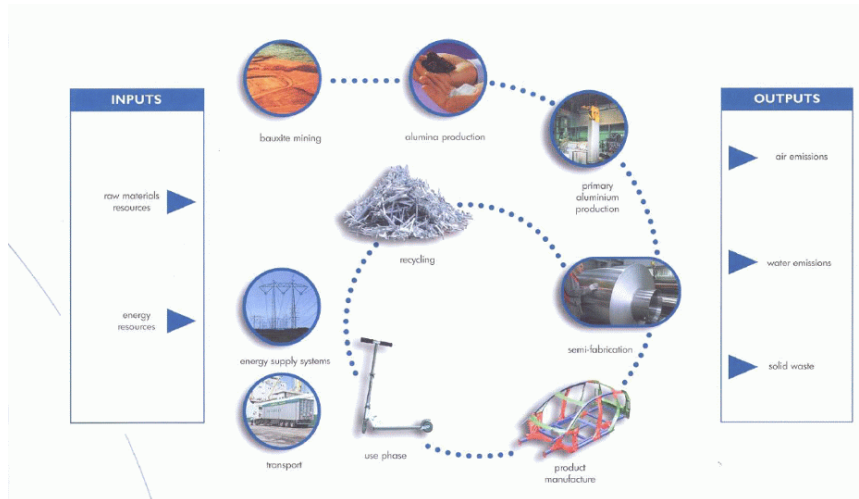 INPUTS
raw materials
resources
energy
resources
bauxite mining
alumina production
primary
aluminium
production
recycling
semi-fabrication
energy supply systems
transport
use phase
product
manufacture
OUTPUTS
air emissions
water emissions
solid waste